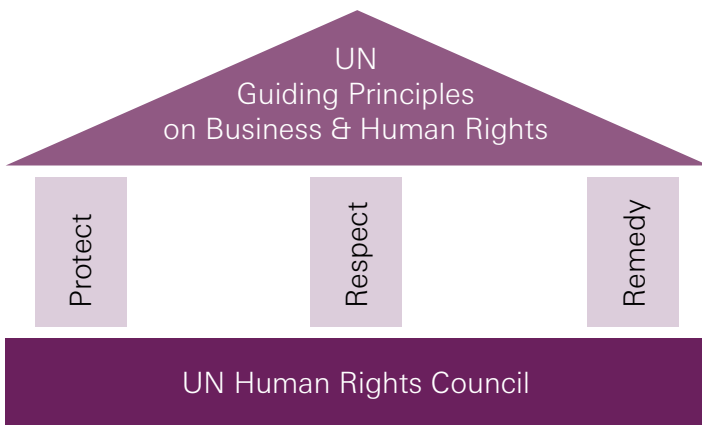 UN
Guiding Principles
on Business & Human Rights
Protect
Respect
Remedy
UN Human Rights Council